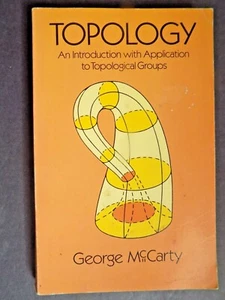 TOPOLOGY
An Introduction with Application
to Topological Groups
George McCarty